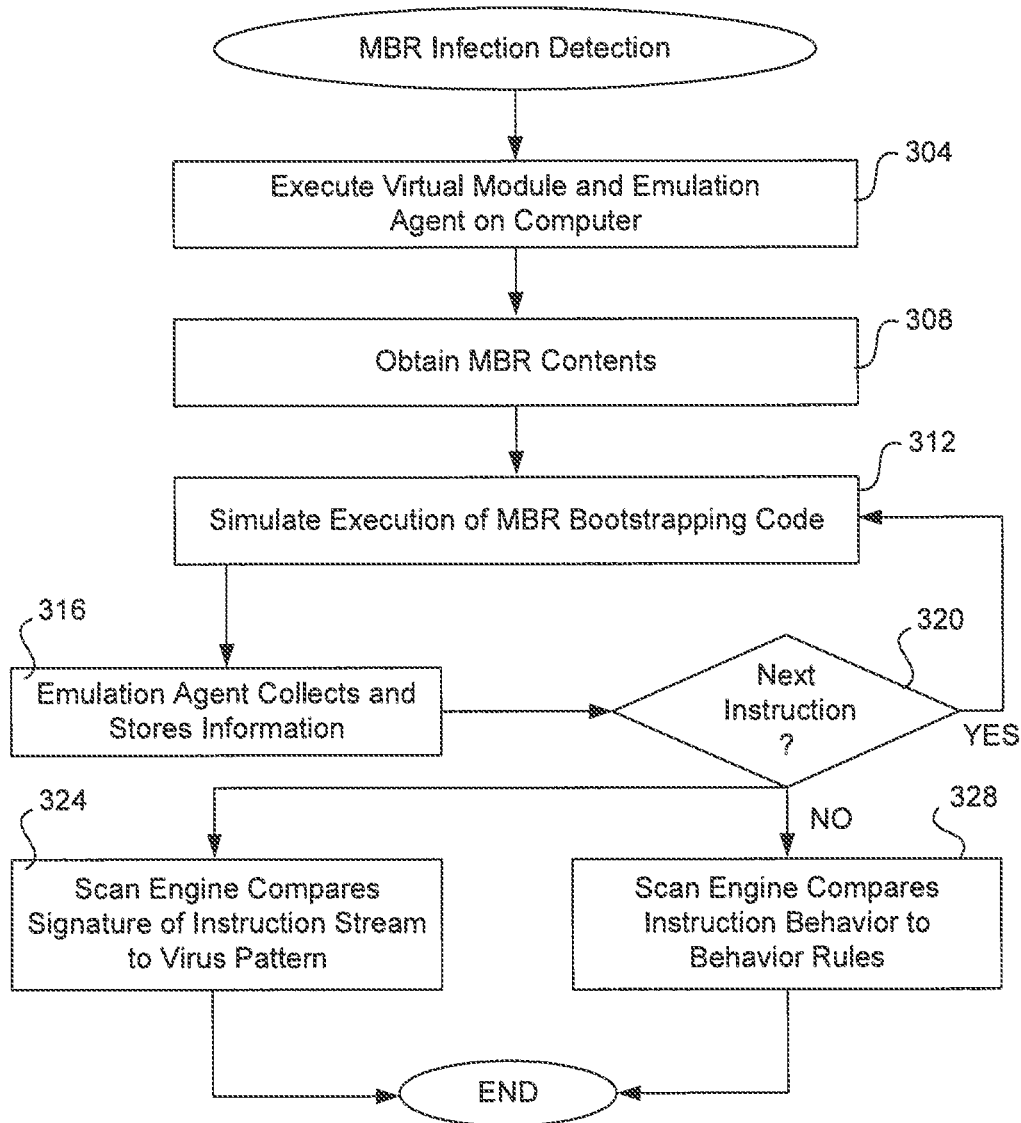 MBR Infection Detection
304
Execute Virtual Module and Emulation
Agent on Computer
308
Obtain MBR Contents
312
Simulate Execution of MBR Bootstrapping Code
316
Emulation Agent Collects and
Stores Information
320
Next
Instruction
?
YES
NO
324
Scan Engine Compares
Signature of Instruction Stream
to Virus Pattern
328
Scan Engine Compares
Instruction Behavior to
Behavior Rules
END